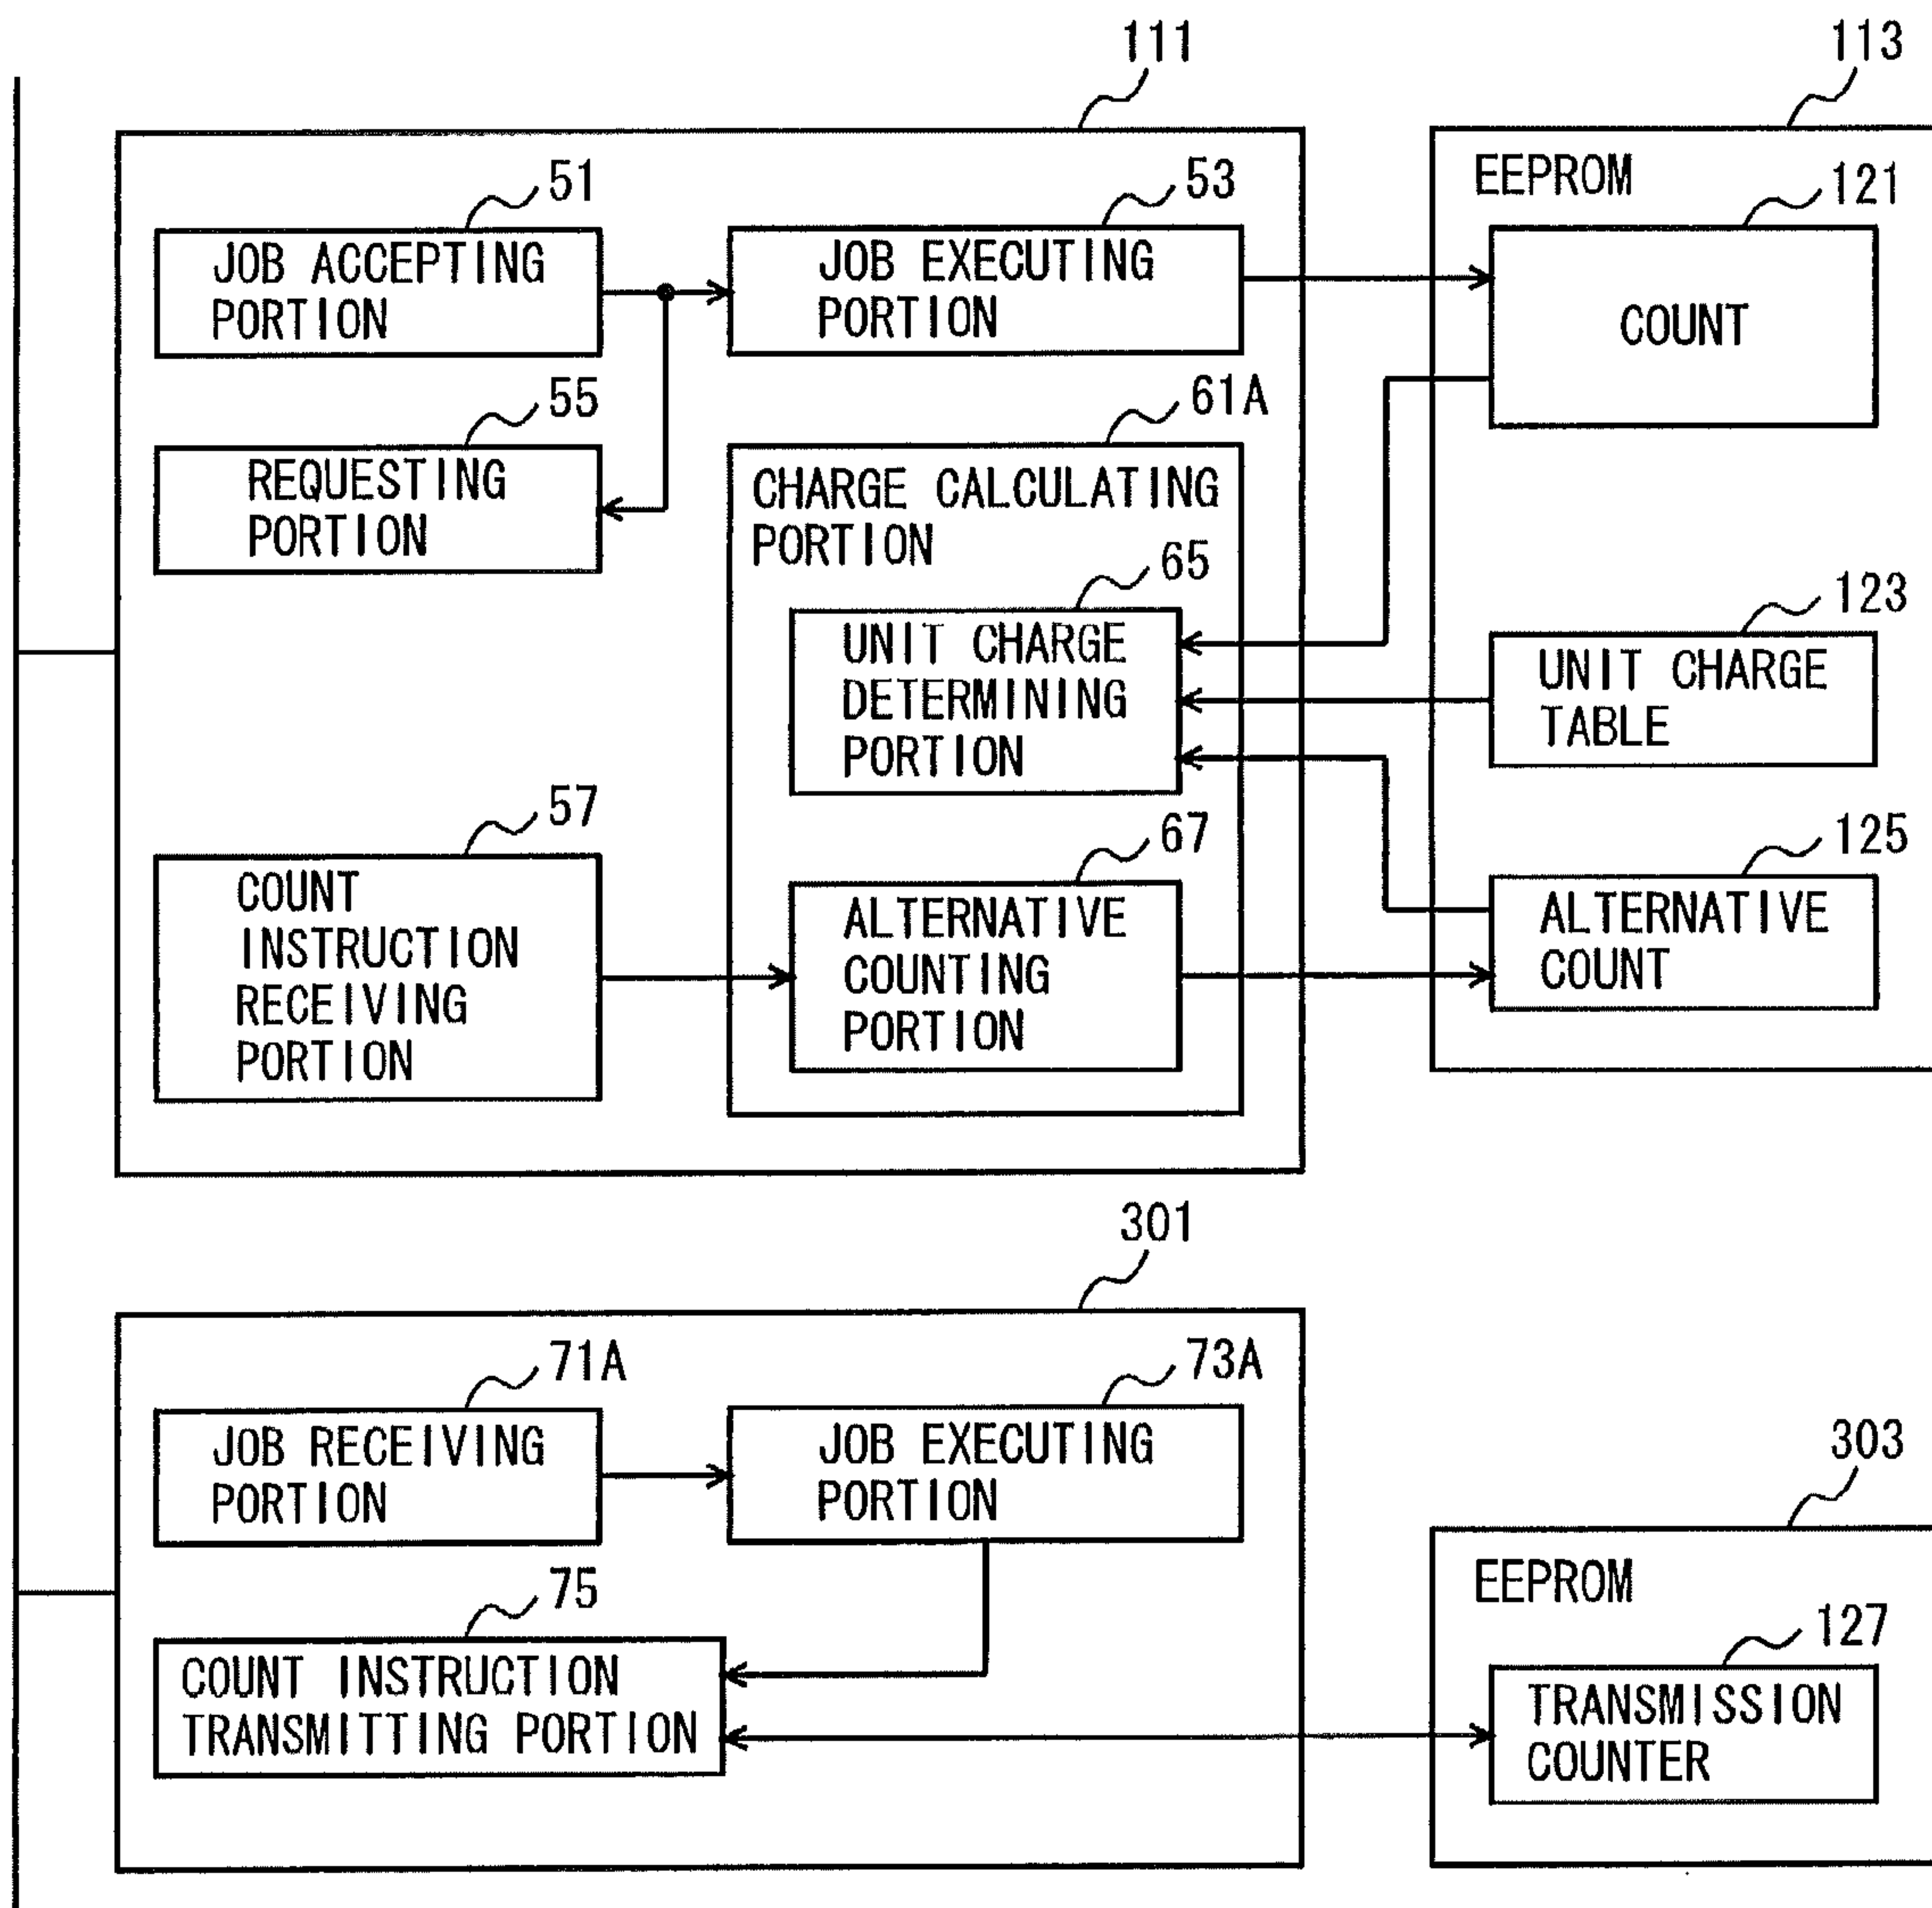 111
113
51
JOB ACCEPTING
PORTION
53
JOB EXECUTING
PORTION
EEPROM
121
COUNT
55
REQUESTING
PORTION
61A
CHARGE CALCULATING
PORTION
65
UNIT CHARGE
DETERMINING
PORTION
123
UNIT CHARGE
TABLE
57
COUNT
INSTRUCTION
RECEIVING
PORTION
67
ALTERNATIVE
COUNTING
PORTION
125
ALTERNATIVE
COUNT
301
71A
JOB RECEIVING
PORTION
73A
JOB EXECUTING
PORTION
75
COUNT INSTRUCTION
TRANSMITTING PORTION
303
EEPROM
127
TRANSMISSION
COUNTER